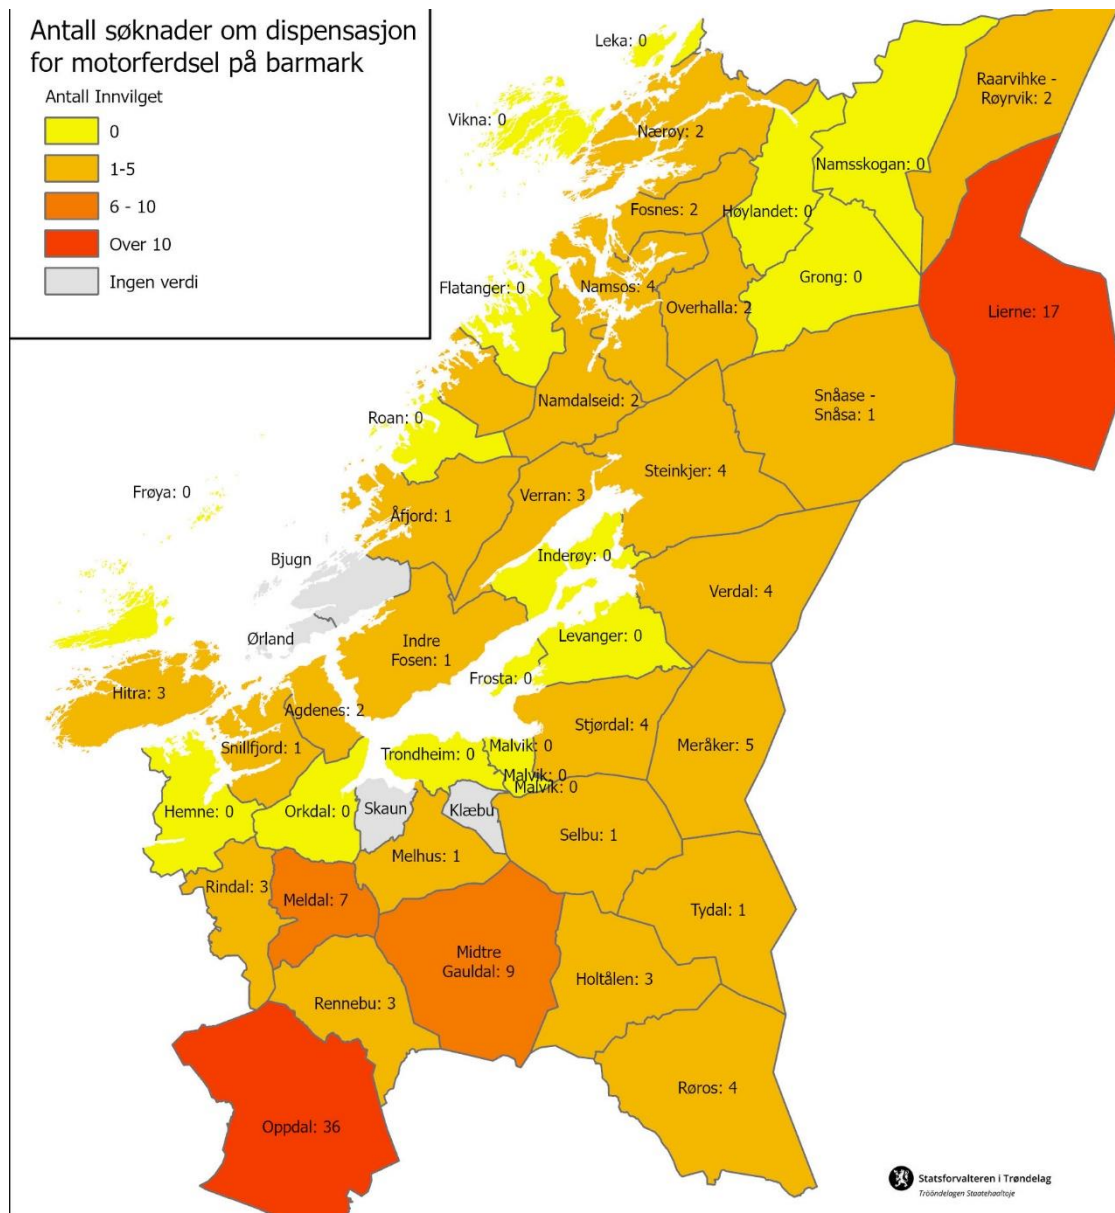 Antall søknader om dispensasjon
for motorferdsel på barmark
Antall Innvilget
0
1-5
6 - 10
Over 10
Ingen verdi
Leka: 0
Vikna: 0
Nærøy: 2
Raarvihke -
Røyrvik: 2
Namsskogan: 0
Fosnes: 2
Høylandet: 0
Flatanger: 0
Namsos: 4
Grong: 0
Overhalla: 2
Lierne: 17
Namdalseid: 2
Snåase -
Snåsa: 1
Roan: 0
Steinkjer: 4
Frøya: 0
Verran: 3
Åfjord: 1
Bjugn
Inderøy: 0
Verdal: 4
Ørland
Levanger: 0
Indre
Fosen: 1
Frosta: 0
Hitra: 3
Agdenes: 2
Stjørdal: 4
Snillfjord: 1
Trondheim: 0
Malvik: 0
Meråker: 5
Malvik: 0
Malvik: 0
Hemne: 0
Orkdal: 0
Skaun
Klæbu
Selbu: 1
Melhus: 1
Rindal: 3
Meldal: 7
Tydal: 1
Midtre
Gauldal: 9
Holtålen: 3
Rennebu: 3
Røros: 4
Oppdal: 36
Statsforvalteren i Trøndelag
Trööndelagen Staatehaaltoje